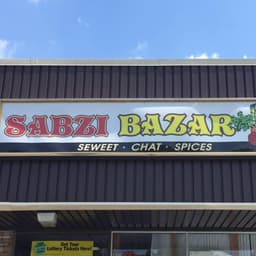 SABZI BAZAR
SEWEET · CHAT · SPICES
Get Your
Lottery Tickets Here!